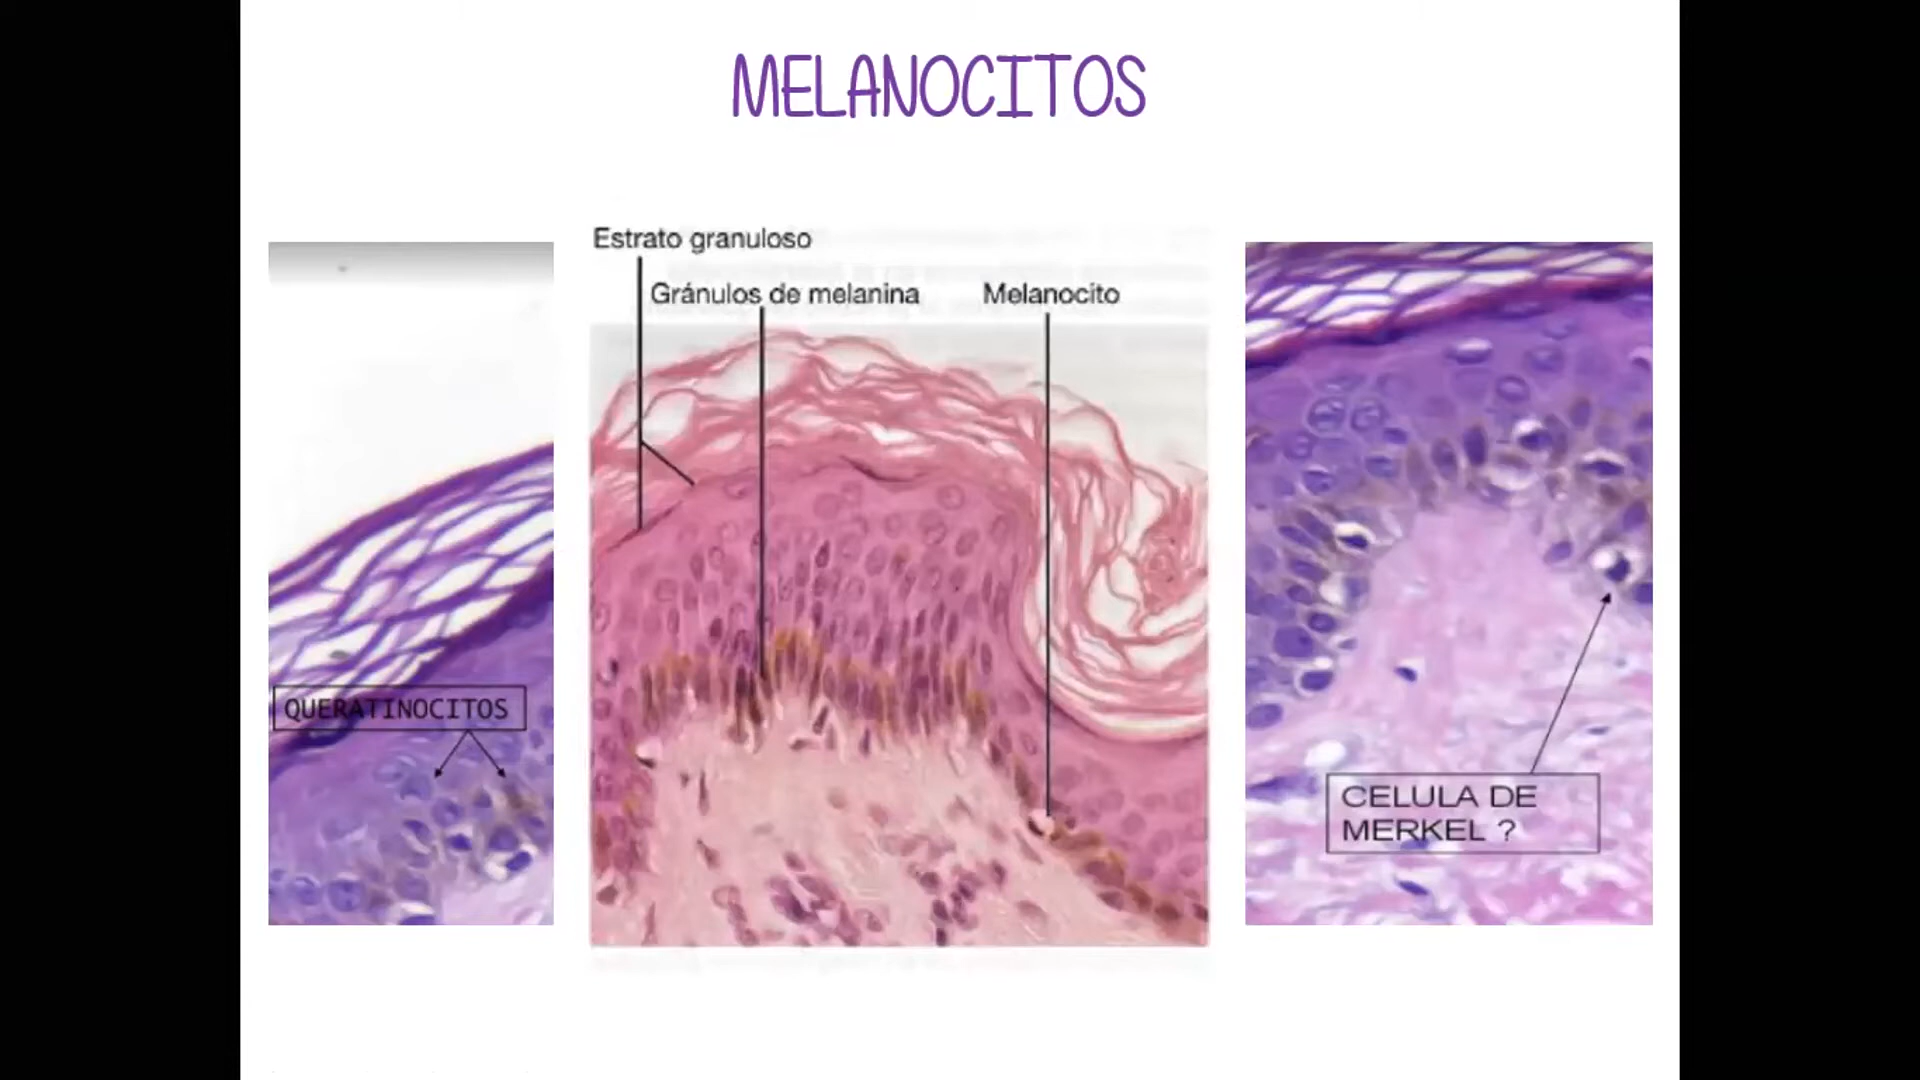 MELANOCITOS
Estrato granuloso
Gránulos de melanina
Melanocito
QUERATINOCITOS
CELULA DE
MERKEL ?